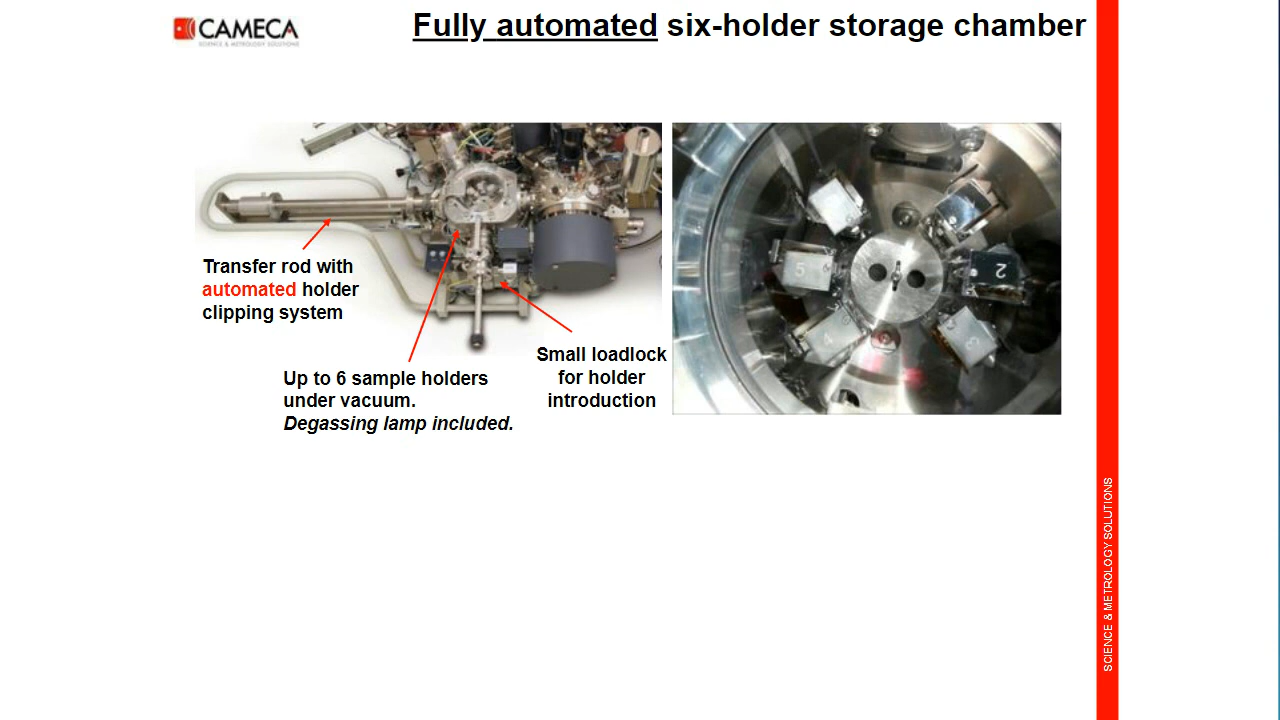 CAMECA
SCIENCE & METROLOGY SOLUTIONS
Fully automated six-holder storage chamber
Transfer rod with
automated holder
clipping system
Up to 6 sample holders
under vacuum.
Degassing lamp included.
Small loadlock
for holder
introduction
5
2
4
3
SCIENCE & METROLOGY SOLUTIONS